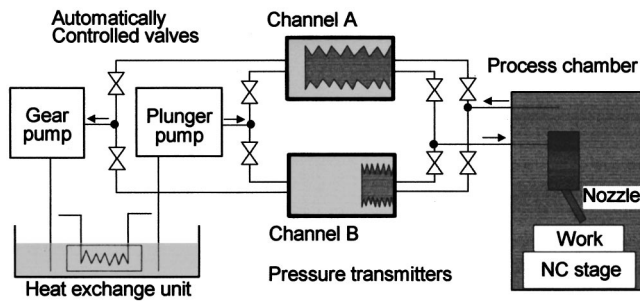 Automatically
Controlled valves
Channel A
Process chamber
Gear
pump
Plunger
pump
Nozzle
Work
NC stage
Channel B
Heat exchange unit
Pressure transmitters